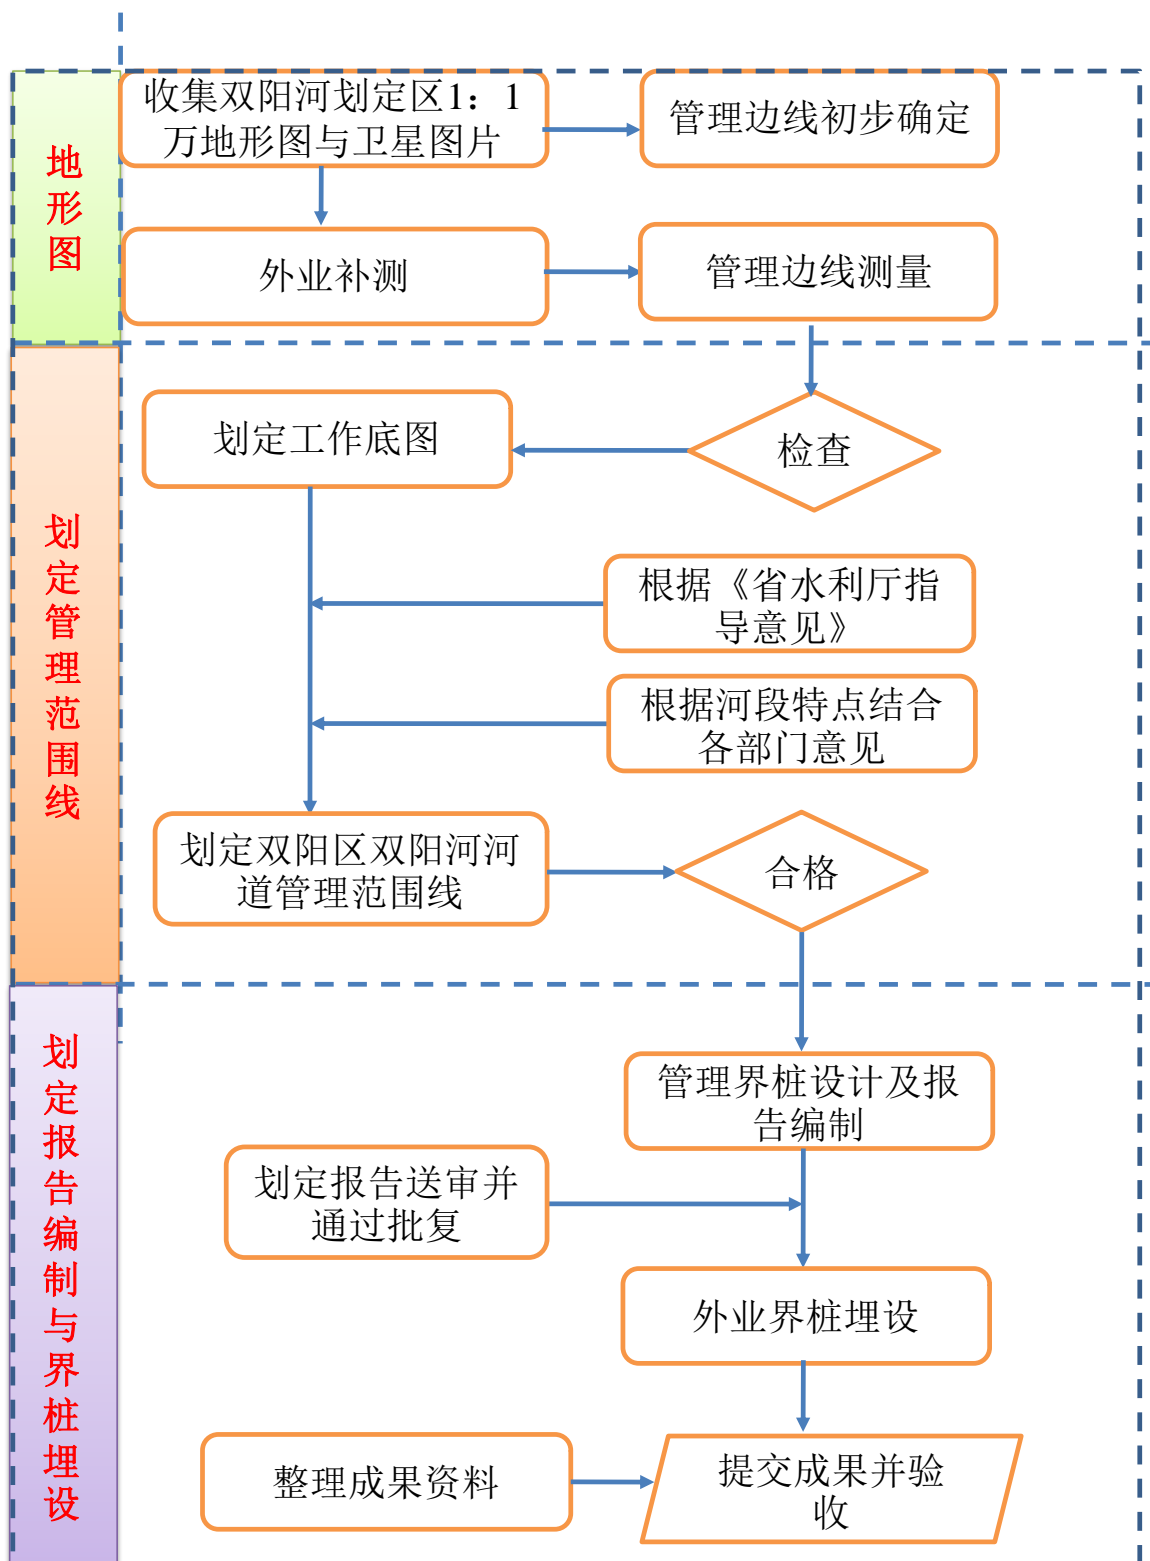 地形图
收集双阳河划定区1：1
万地形图与卫星图片
管理边线初步确定
外业补测
管理边线测量
划定管理范围线
检查
划定工作底图
根据《省水利厅指
导意见》
根据河段特点结合
各部门意见
划定双阳区双阳河河
道管理范围线
合格
划定报告编制与界桩埋设
管理界桩设计及报
告编制
划定报告送审并
通过批复
外业界桩埋设
整理成果资料
提交成果并验
收